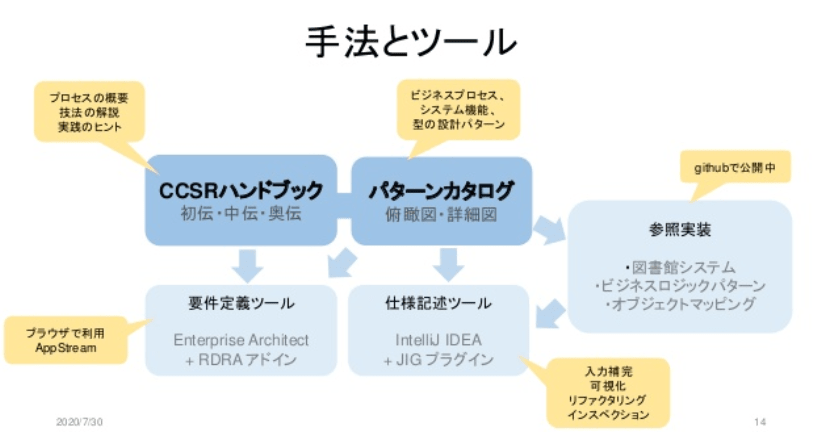 手法とツール
プロセスの概要
技法の解説
実践のヒント
ビジネスプロセス、
システム機能、
型の設計パターン
githubで公開中
CCSRハンドブック
初伝・中伝・奥伝
パターンカタログ
俯瞰図・詳細図
参照実装
・図書館システム
・ビジネスロジックパターン
・オブジェクトマッピング
要件定義ツール
Enterprise Architect
+ RDRA アドイン
仕様記述ツール
IntelliJ IDEA
+ JIG プラグイン
ブラウザで利用
AppStream
入力補完
可視化
リファクタリング
インスペクション
2020/7/30
14